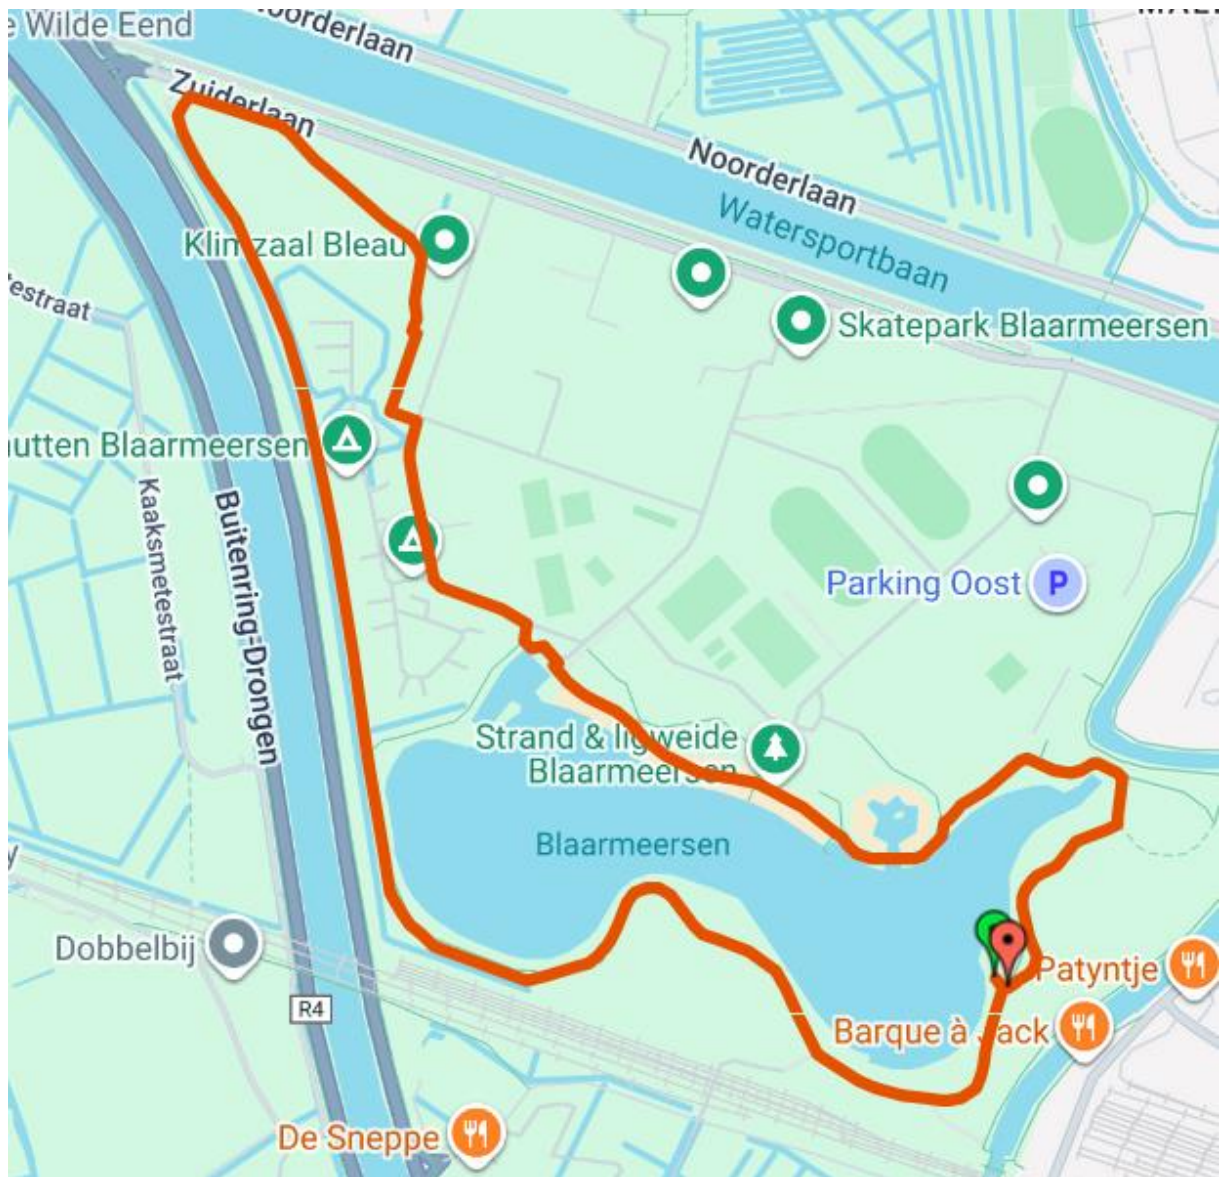 e Wilde Eend
Noorderlaan
Zuiderlaan
Noorderlaan
Watersportbaan
Klimzaal Bleau
Skatepark Blaarmeersen
testraat
utten Blaarmeersen
Kaaksmetestraat
Buitenring-Drongen
Parking Oost
P
Strand & ligweide
Blaarmeersen
Blaarmeersen
Dobbelbij
R4
Patyntje
Barque à Jack
De Sneppe